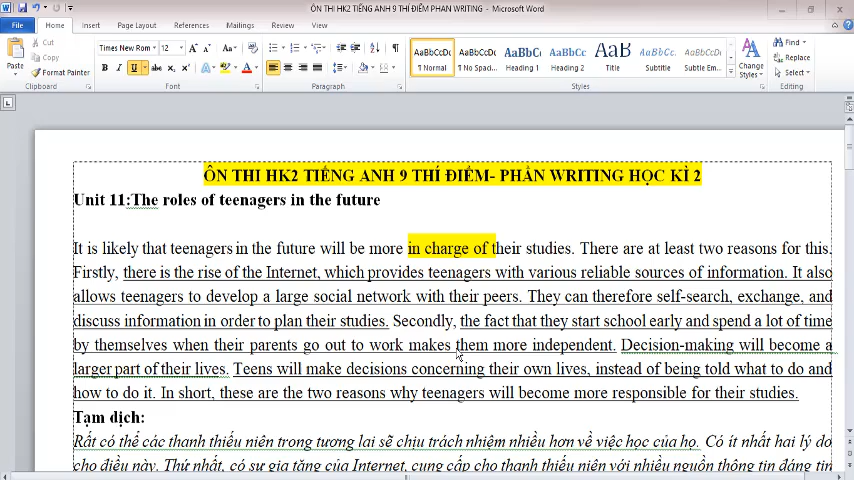 ÔN THI HK2 TIẾNG ANH 9 THÍ ĐIỂM PHAN WRITING - Microsoft Word
File Home Insert Page Layout References Mailings Review View
Cut
Copy
Format Painter
Paste
Clipboard
Times New Rom 12
Font
Paragraph
AaBbCcDc AaBbCcDc AaBbC AaBbCc AaB AaBbCc. AaBbCcDc
¶ Normal ¶ No Spaci... Heading 1 Heading 2 Title Subtitle Subtle Em...
Change Styles
Styles
Find
Replace
Select
Editing
ÔN THI HK2 TIẾNG ANH 9 THÍ ĐIỂM- PHẦN WRITING HỌC KÌ 2
Unit 11:The roles of teenagers in the future
It is likely that teenagers in the future will be more in charge of their studies. There are at least two reasons for this.
Firstly, there is the rise of the Internet, which provides teenagers with various reliable sources of information. It also
allows teenagers to develop a large social network with their peers. They can therefore self-search, exchange, and
discuss information in order to plan their studies. Secondly, the fact that they start school early and spend a lot of time
by themselves when their parents go out to work makes them more independent. Decision-making will become a
larger part of their lives. Teens will make decisions concerning their own lives, instead of being told what to do and
how to do it. In short, these are the two reasons why teenagers will become more responsible for their studies.
Tạm dịch:
Rất có thể các thanh thiếu niên trong tương lai sẽ chịu trách nhiệm nhiều hơn về việc học của họ. Có ít nhất hai lý do
cho điều này. Thứ nhất, có sự gia tăng của Internet, cung cấp cho thanh thiếu niên với nhiều nguồn thông tin đáng tin